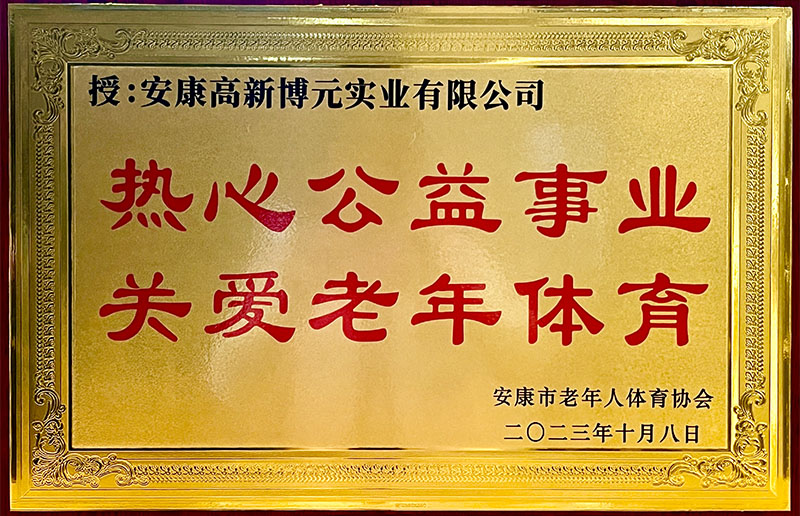 授:安康高新博元实业有限公司
热心公益事业
关爱老年体育
安康市老年人体育协会
二〇二三年十月八日